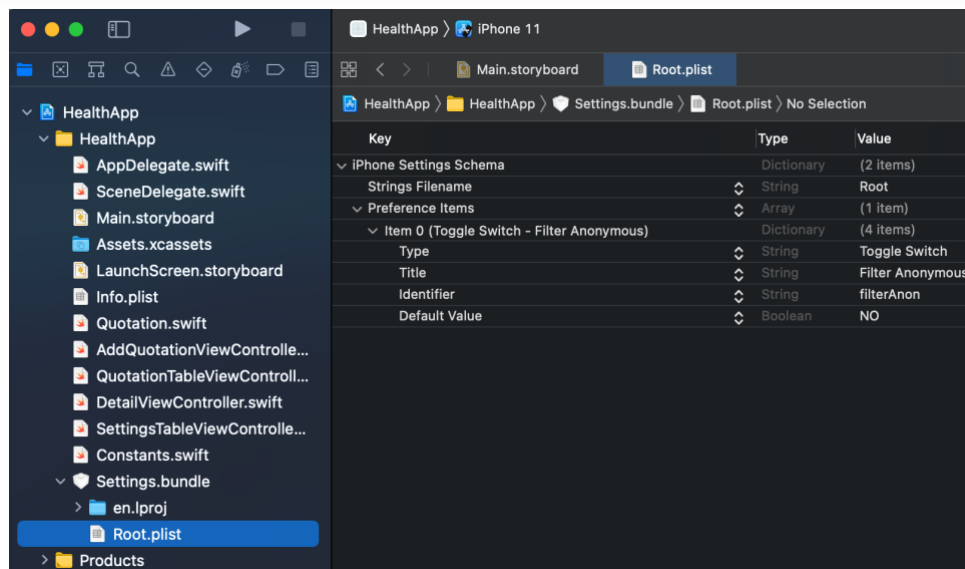 HealthApp 〉 iPhone 11
Main.storyboard
Root.plist
HealthApp 〉 HealthApp 〉 Settings.bundle 〉 Root.plist 〉 No Selection
HealthApp
HealthApp
AppDelegate.swift
SceneDelegate.swift
Main.storyboard
Assets.xcassets
LaunchScreen.storyboard
Info.plist
Quotation.swift
AddQuotationViewControlle...
QuotationTableViewControll...
DetailViewController.swift
SettingsTableViewControlle...
Constants.swift
Settings.bundle
en.lproj
Root.plist
Products
Key Type Value
iPhone Settings Schema Dictionary (2 items)
Strings Filename String Root
Preference Items Array (1 item)
Item 0 (Toggle Switch - Filter Anonymous) Dictionary (4 items)
Type String Toggle Switch
Title String Filter Anonymous
Identifier String filterAnon
Default Value Boolean NO